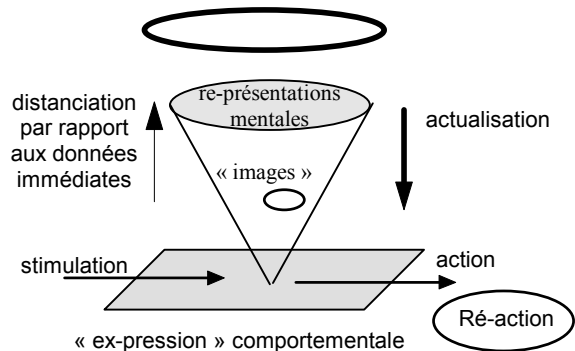 re-présentations
mentales
distanciation
par rapport
aux données
immédiates
actualisation
« images »
stimulation
action
Ré-action
« ex-pression » comportementale